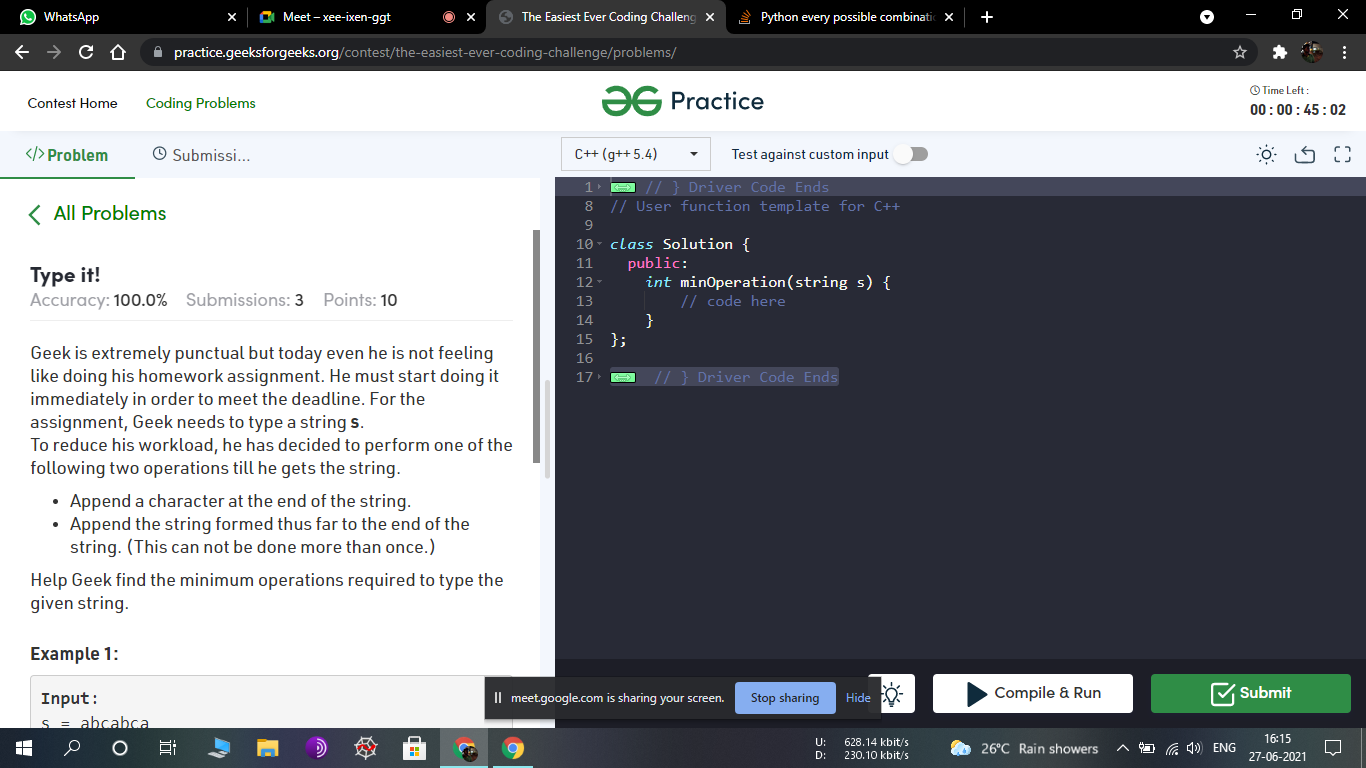 WhatsApp
Meet – xee-ixen-ggt
The Easiest Ever Coding Challeng
Python every possible combinati
practice.geeksforgeeks.org/contest/the-easiest-ever-coding-challenge/problems/
Contest Home
Coding Problems
Practice
Time Left :
00 : 00 : 45 : 02
</>Problem
Submissi...
C++ (g++ 5.4)
Test against custom input
All Problems
Type it!
Accuracy: 100.0% Submissions: 3 Points: 10
Geek is extremely punctual but today even he is not feeling
like doing his homework assignment. He must start doing it
immediately in order to meet the deadline. For the
assignment, Geek needs to type a string s.
To reduce his workload, he has decided to perform one of the
following two operations till he gets the string.
• Append a character at the end of the string.
• Append the string formed thus far to the end of the
string. (This can not be done more than once.)
Help Geek find the minimum operations required to type the
given string.
Example 1:
Input:
s = abcabca
1 // } Driver Code Ends
8 // User function template for C++
9
10 class Solution {
11 public:
12 int minOperation(string s) {
13 // code here
14 }
15 };
16
17 // } Driver Code Ends
meet.google.com is sharing your screen.
Stop sharing
Hide
Compile & Run
Submit
U: 628.14 kbit/s
D: 230.10 kbit/s
26°C Rain showers
ENG
16:15
27-06-2021